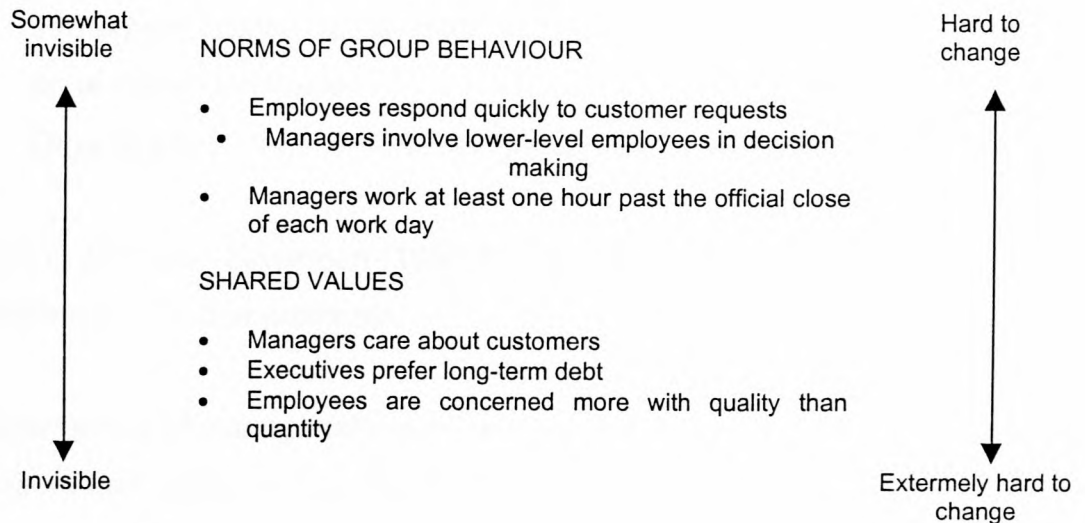 Somewhat
invisible
Hard to
change
NORMS OF GROUP BEHAVIOUR
• Employees respond quickly to customer requests
• Managers involve lower-level employees in decision
making
• Managers work at least one hour past the official close
of each work day
SHARED VALUES
• Managers care about customers
• Executives prefer long-term debt
• Employees are concerned more with quality than
quantity
Invisible
Extermely hard to
change